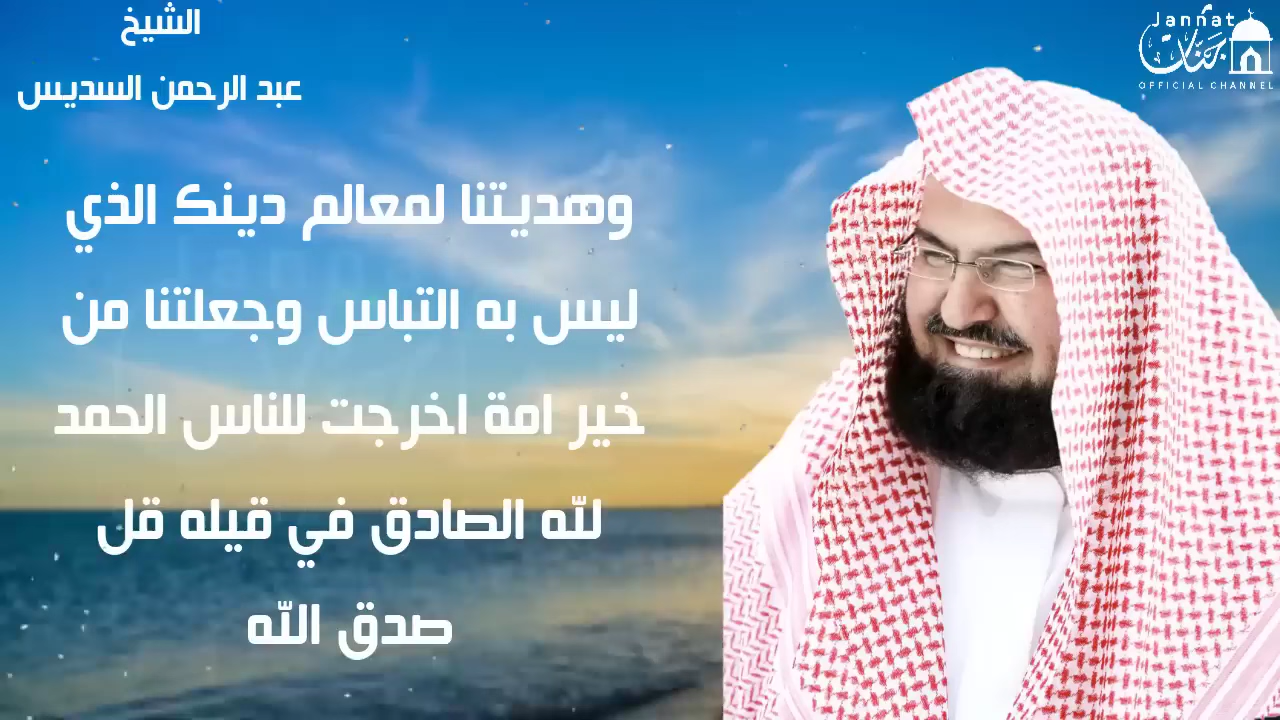 الشيخ
عبد الرحمن السديس
Jannat
جنات
OFFICIAL CHANNEL
وهديتنا لمعالم دينك الذي
ليس به التباس وجعلتنا من
خير امة اخرجت للناس الحمد
لله الصادق في قيله قل
صدق الله